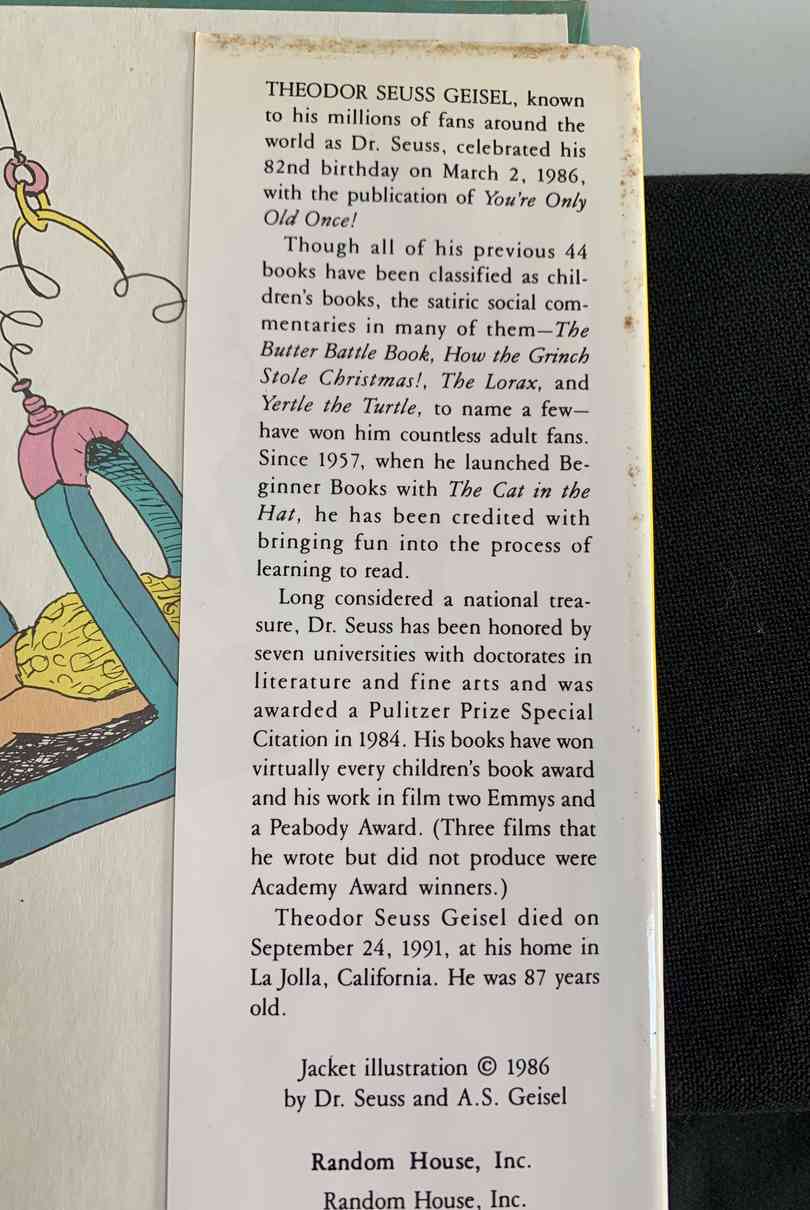 THEODOR SEUSS GEISEL, known
to his millions of fans around the
world as Dr. Seuss, celebrated his
82nd birthday on March 2, 1986,
with the publication of You're Only
Old Once!
Though all of his previous 44
books have been classified as chil-
dren's books, the satiric social com-
mentaries in many of them—The
Butter Battle Book, How the Grinch
Stole Christmas!, The Lorax, and
Yertle the Turtle, to name a few—
have won him countless adult fans.
Since 1957, when he launched Be-
ginner Books with The Cat in the
Hat, he has been credited with
bringing fun into the process of
learning to read.
Long considered a national trea-
sure, Dr. Seuss has been honored by
seven universities with doctorates in
literature and fine arts and was
awarded a Pulitzer Prize Special
Citation in 1984. His books have won
virtually every children's book award
and his work in film two Emmys and
a Peabody Award. (Three films that
he wrote but did not produce were
Academy Award winners.)
Theodor Seuss Geisel died on
September 24, 1991, at his home in
La Jolla, California. He was 87 years
old.
Jacket illustration © 1986
by Dr. Seuss and A.S. Geisel
Random House, Inc.
Random House, Inc.